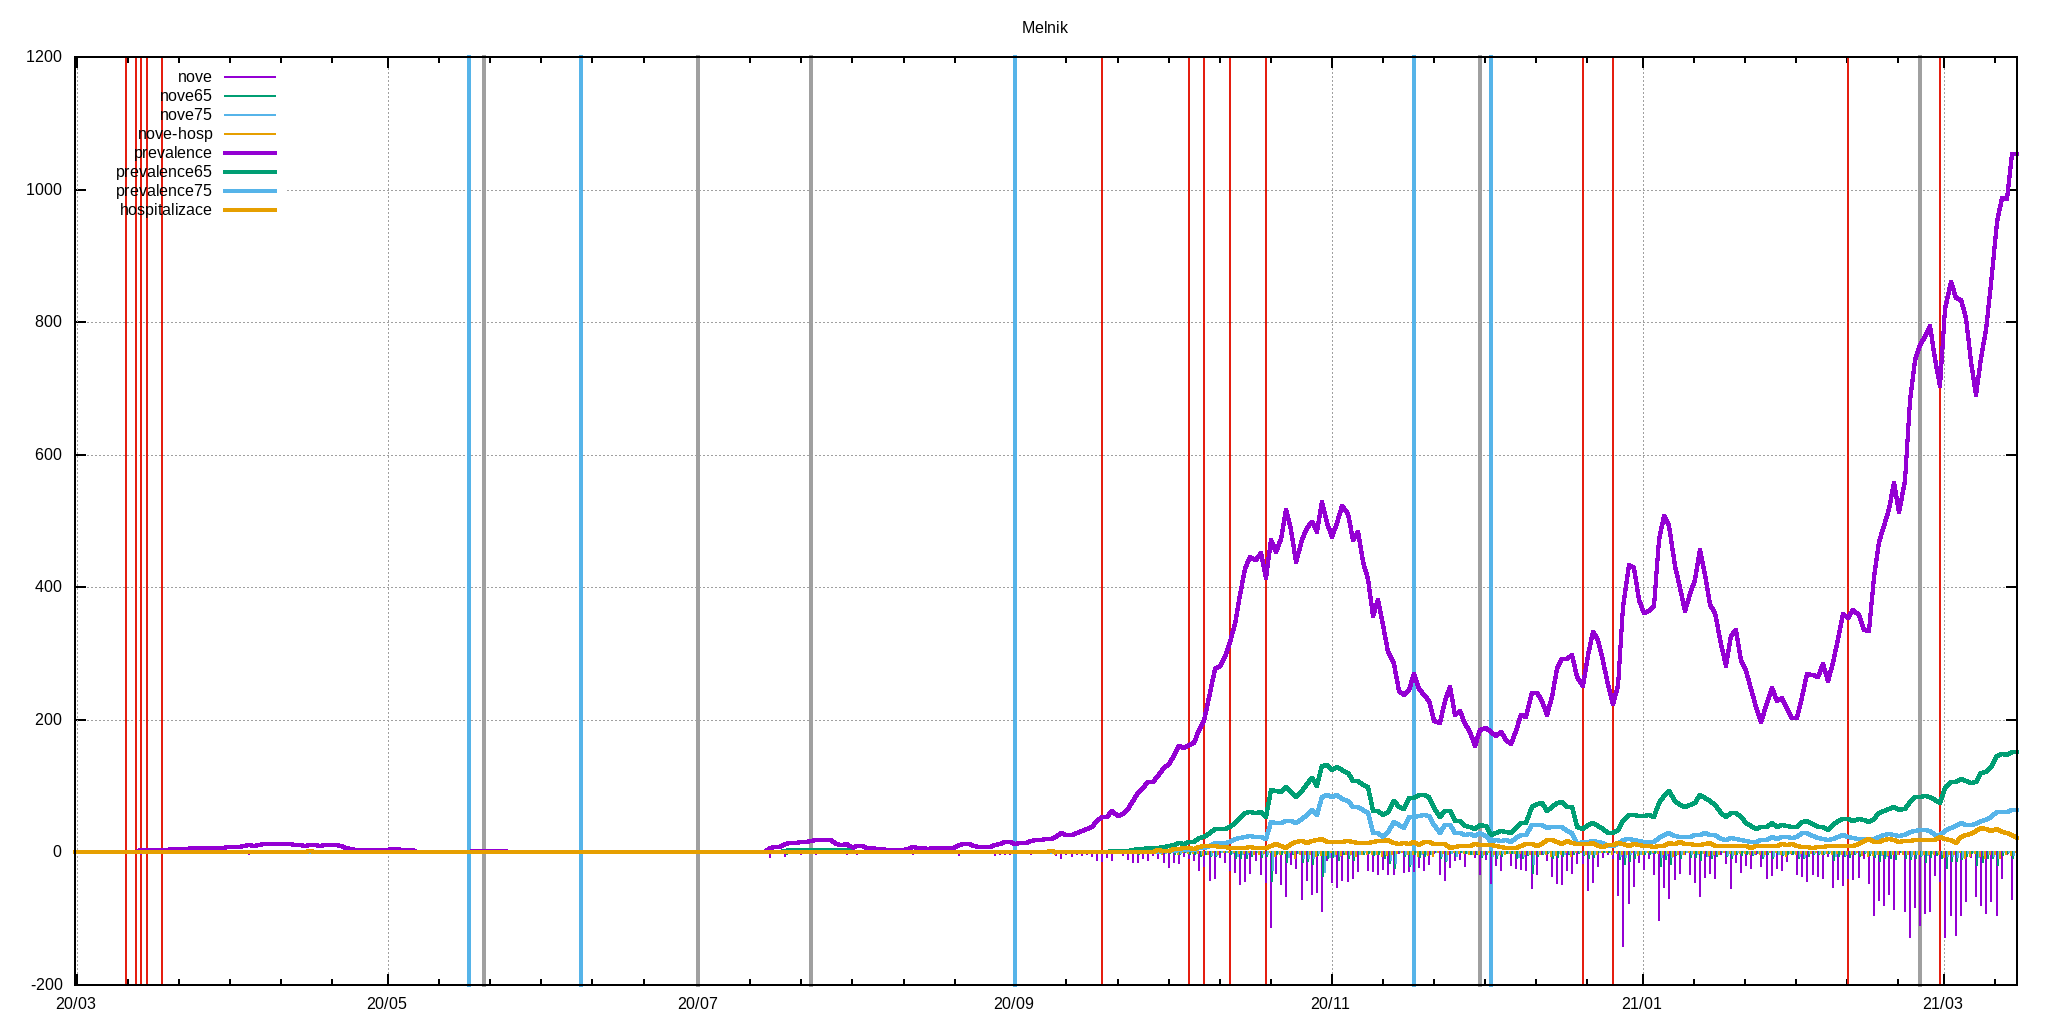 Melnik
1200
1000
800
600
400
200
0
-200
nove
nove65
nove75
nove-hosp
prevalence
prevalence65
prevalence75
hospitalizace
20/03
20/05
20/07
20/09
20/11
21/01
21/03